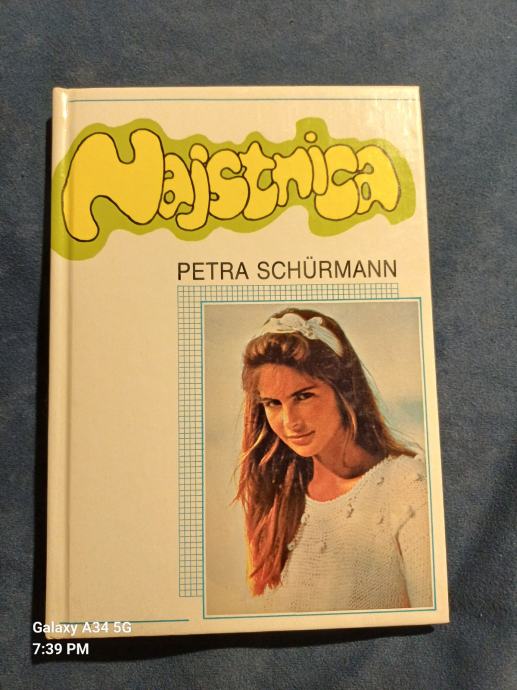 Najstnica
PETRA SCHÜRMANN
Galaxy A34 5G
7:39 PM